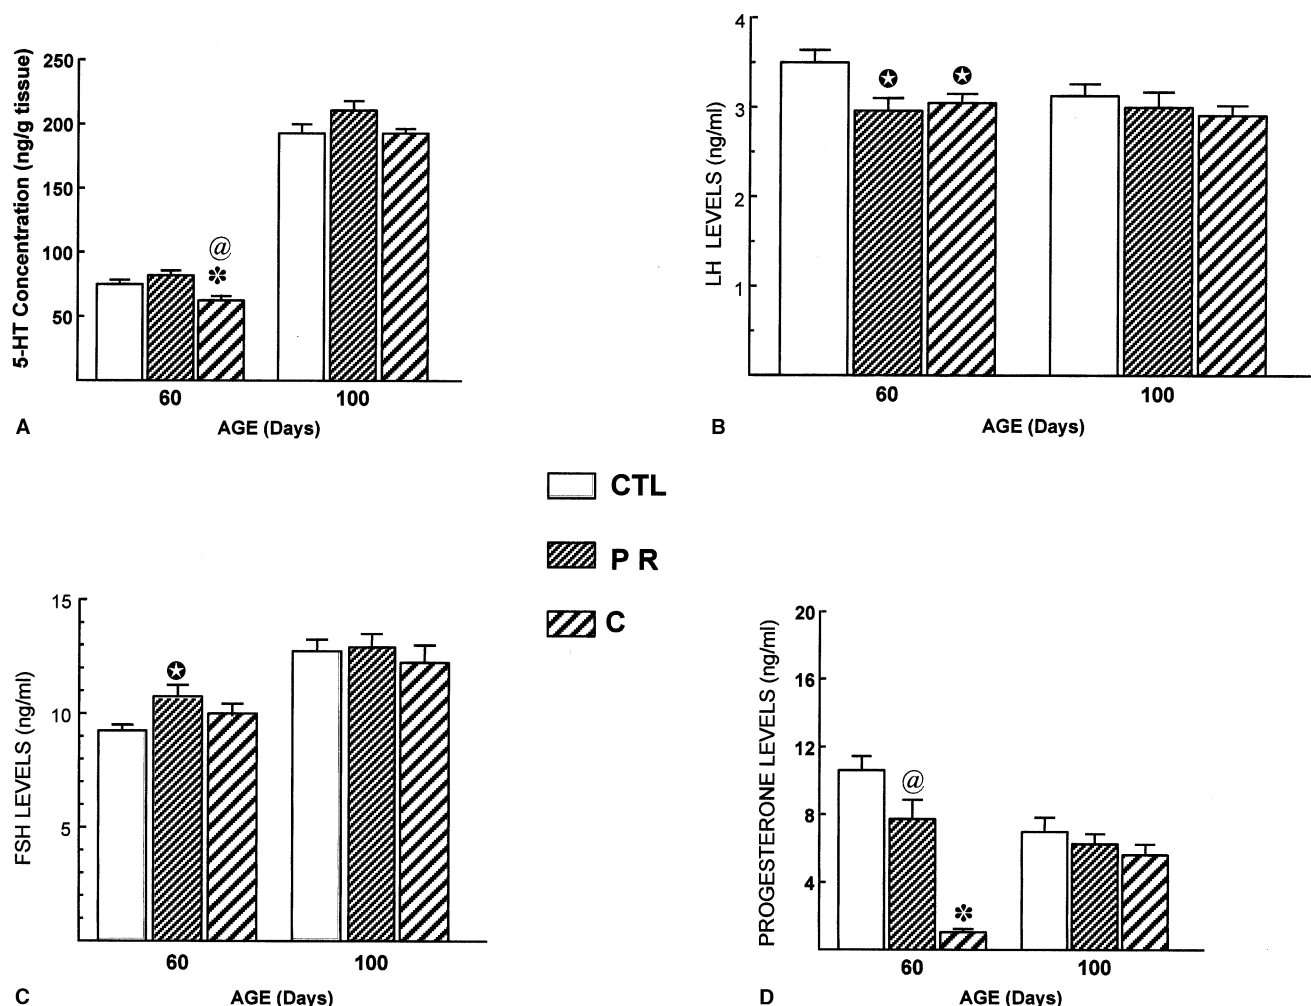 5-HT Concentration (ng/g tissue)
250
200
150
100
50
@
✽
60
100
AGE (Days)
A
LH LEVELS (ng/ml)
4
3
2
1
60
100
AGE (Days)
B
CTL
P R
C
FSH LEVELS (ng/ml)
15
10
5
60
100
AGE (Days)
C
PROGESTERONE LEVELS (ng/ml)
20
16
12
8
4
@
✽
60
100
AGE (Days)
D